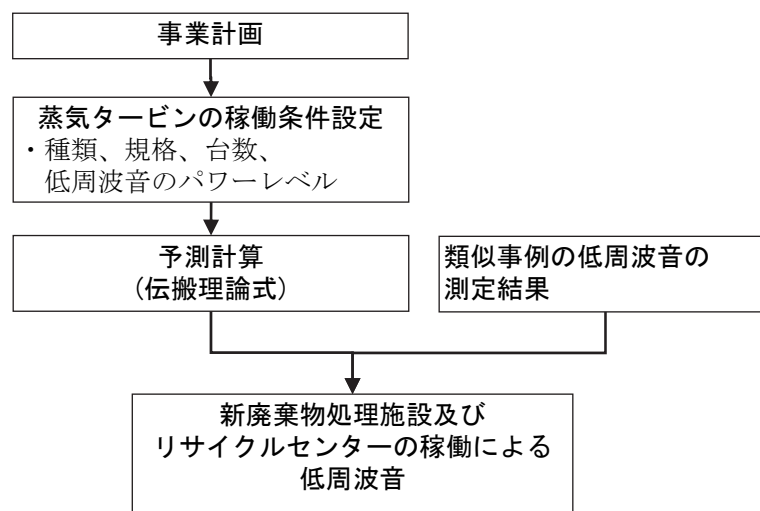 事業計画
蒸気タービンの稼働条件設定
・種類、規格、台数、
低周波音のパワーレベル
予測計算
(伝搬理論式)
類似事例の低周波音の
測定結果
新廃棄物処理施設及び
リサイクルセンターの稼働による
低周波音